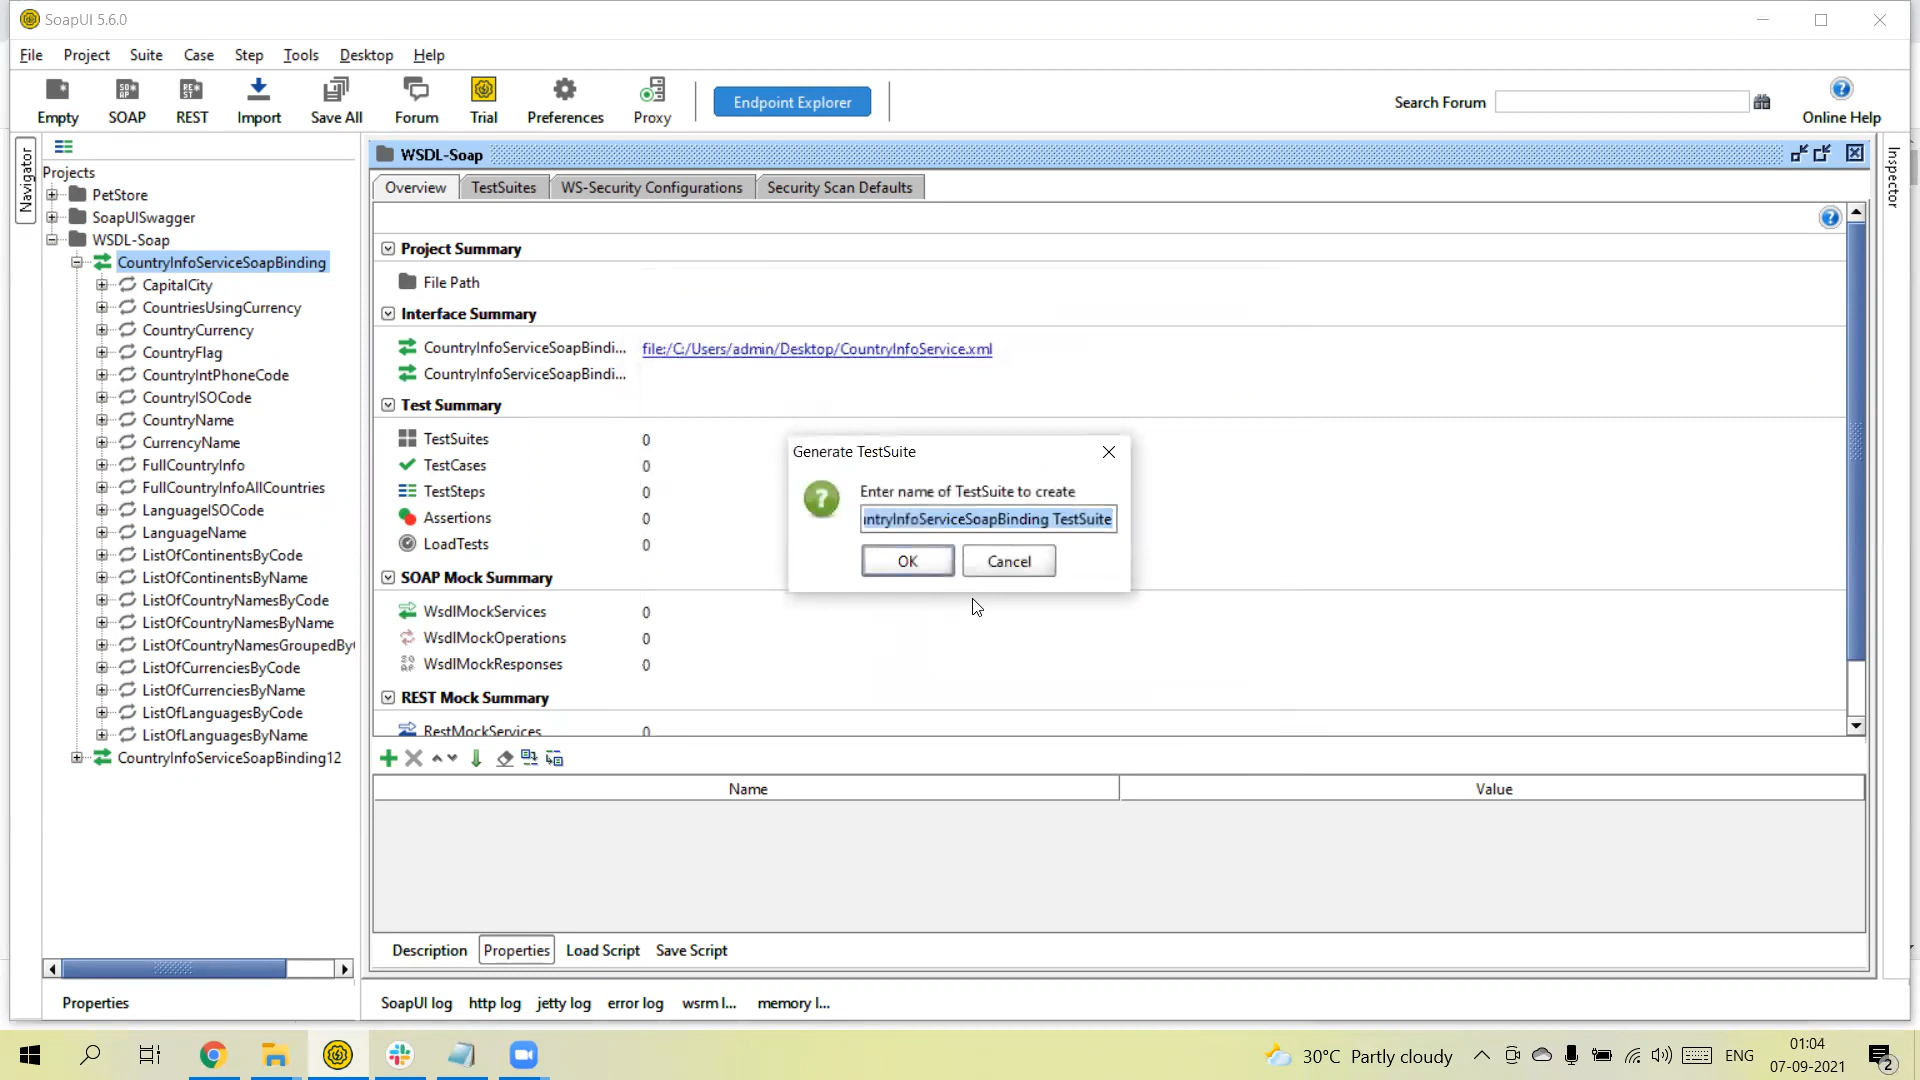 SoapUI 5.6.0
File Project Suite Case Step Tools Desktop Help
Empty SOAP REST Import Save All Forum Trial Preferences Proxy Endpoint Explorer Search Forum Online Help
Navigator
Projects
PetStore
SoapUISwagger
WSDL-Soap
CountryInfoServiceSoapBinding
CapitalCity
CountriesUsingCurrency
CountryCurrency
CountryFlag
CountryIntPhoneCode
CountryISOCode
CountryName
CurrencyName
FullCountryInfo
FullCountryInfoAllCountries
LanguageISOCode
LanguageName
ListOfContinentsByCode
ListOfContinentsByName
ListOfCountryNamesByCode
ListOfCountryNamesByName
ListOfCountryNamesGroupedBy
ListOfCurrenciesByCode
ListOfCurrenciesByName
ListOfLanguagesByCode
ListOfLanguagesByName
CountryInfoServiceSoapBinding12
Properties
WSDL-Soap
Overview TestSuites WS-Security Configurations Security Scan Defaults
Inspector
Project Summary
File Path
Interface Summary
CountryInfoServiceSoapBindi... file:/C:/Users/admin/Desktop/CountryInfoService.xml
CountryInfoServiceSoapBindi...
Test Summary
TestSuites 0
TestCases 0
TestSteps 0
Assertions 0
LoadTests 0
SOAP Mock Summary
WsdlMockServices 0
WsdlMockOperations 0
WsdlMockResponses 0
REST Mock Summary
RestMockServices 0
Generate TestSuite
Enter name of TestSuite to create
ntryInfoServiceSoapBinding TestSuite
OK Cancel
Name Value
Description Properties Load Script Save Script
SoapUI log http log jetty log error log wsrm l... memory l...
30°C Partly cloudy ENG
01:04
07-09-2021
2